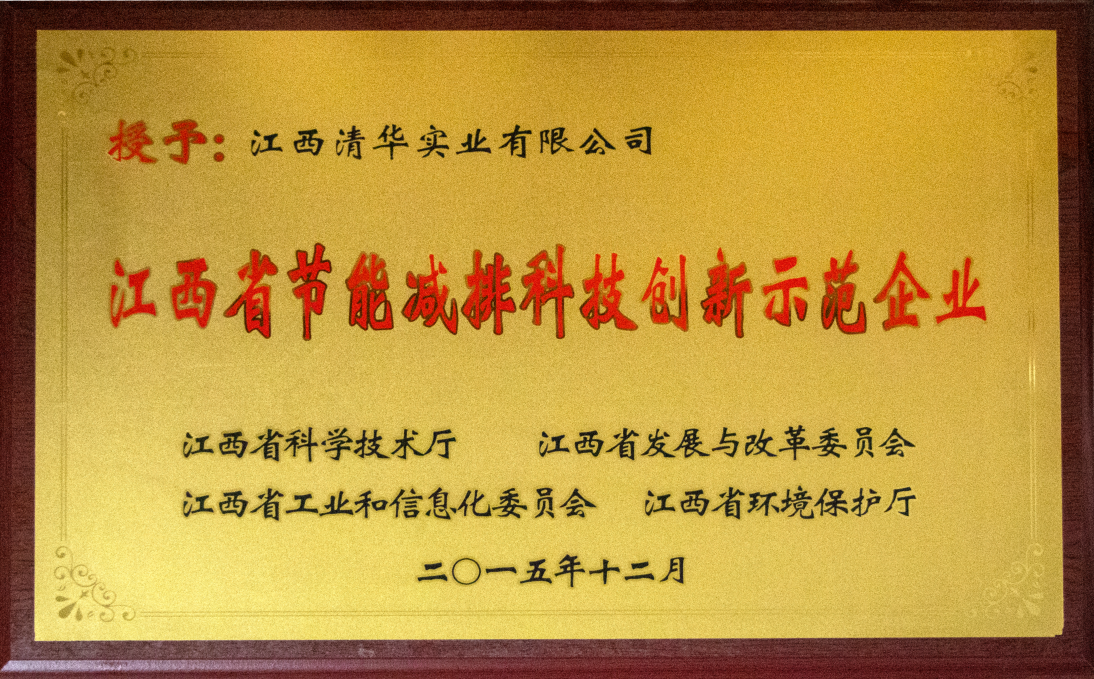 授予：江西清华实业有限公司
江西省节能减排科技创新示范企业
江西省科学技术厅 江西省发展与改革委员会
江西省工业和信息化委员会 江西省环境保护厅
二〇一五年十二月